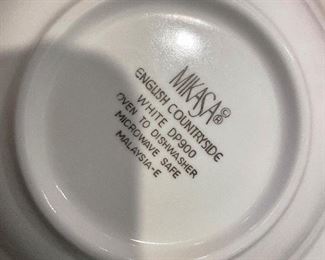 MIKASA®©
ENGLISH COUNTRYSIDE
WHITE DP900
OVEN TO DISHWASHER
MICROWAVE SAFE
MALAYSIA-E